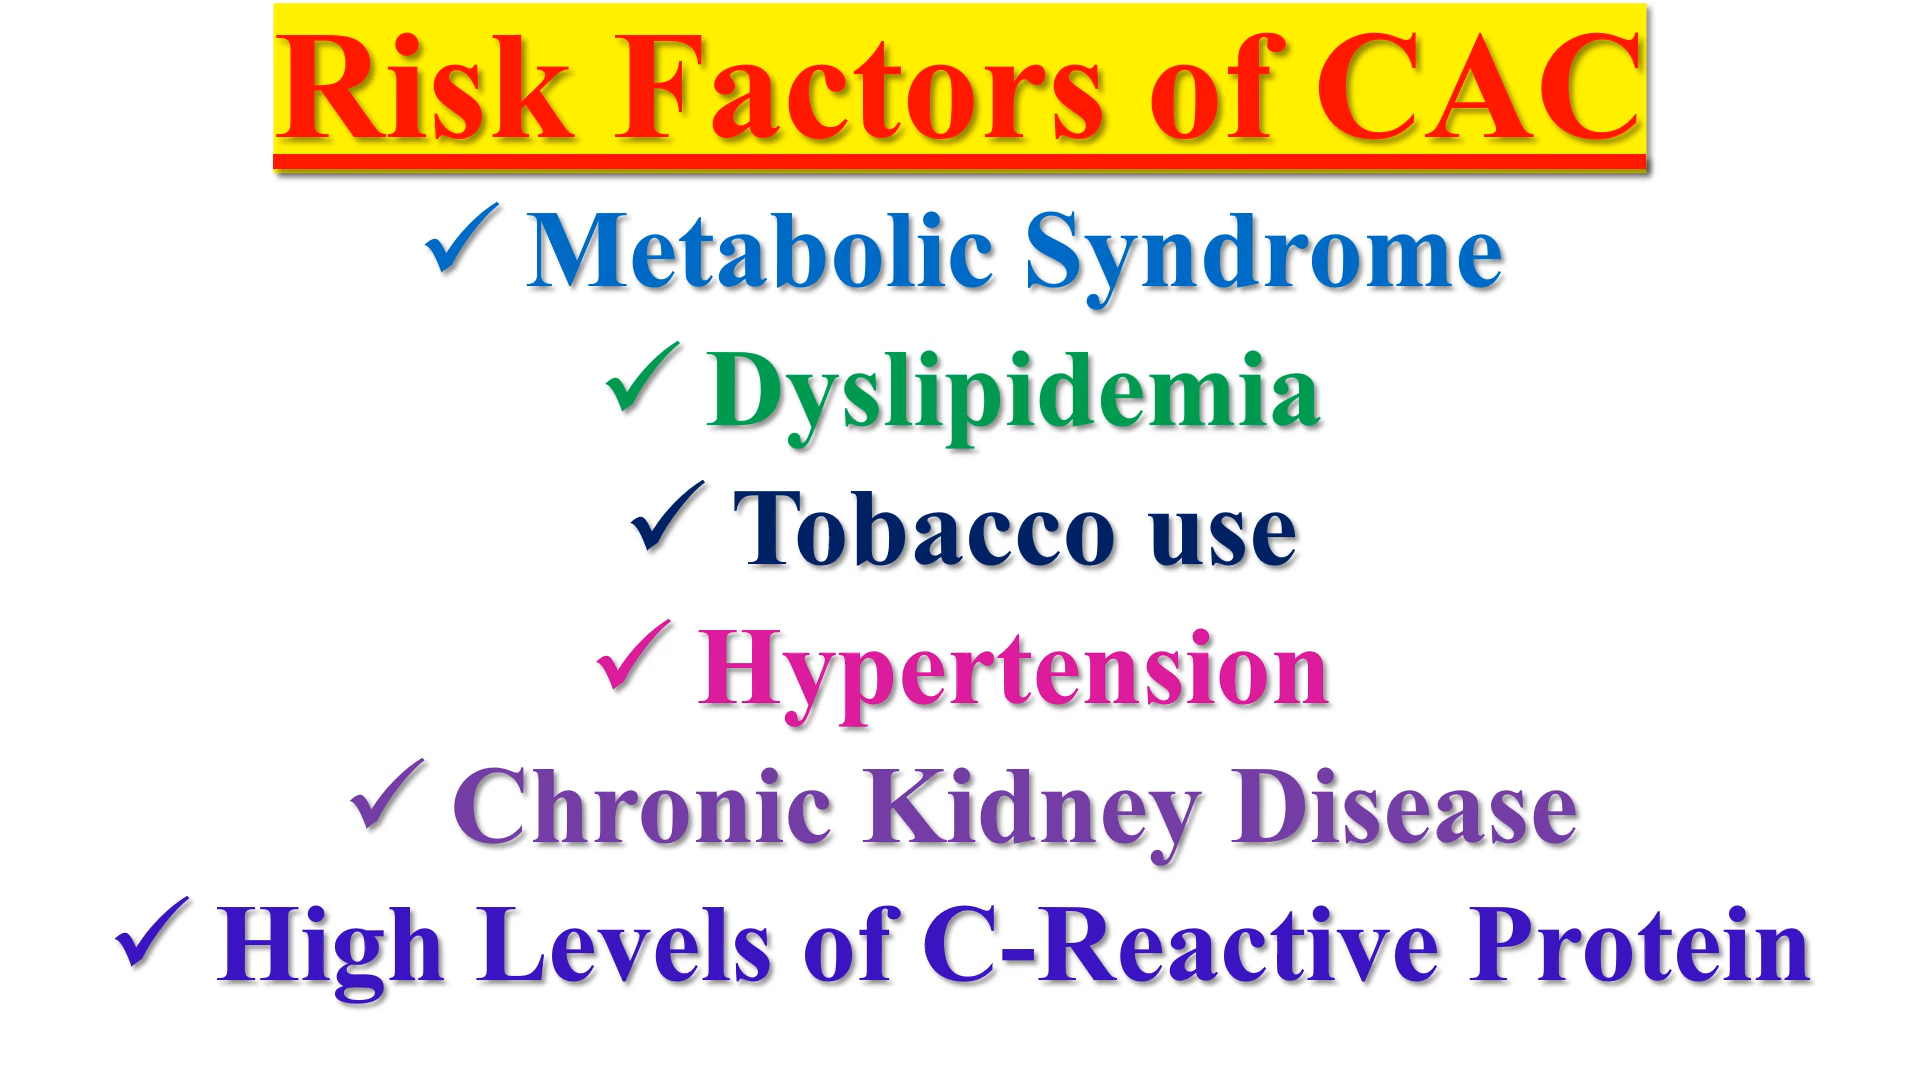 Risk Factors of CAC
✓ Metabolic Syndrome
✓ Dyslipidemia
✓ Tobacco use
✓ Hypertension
✓ Chronic Kidney Disease
✓ High Levels of C-Reactive Protein